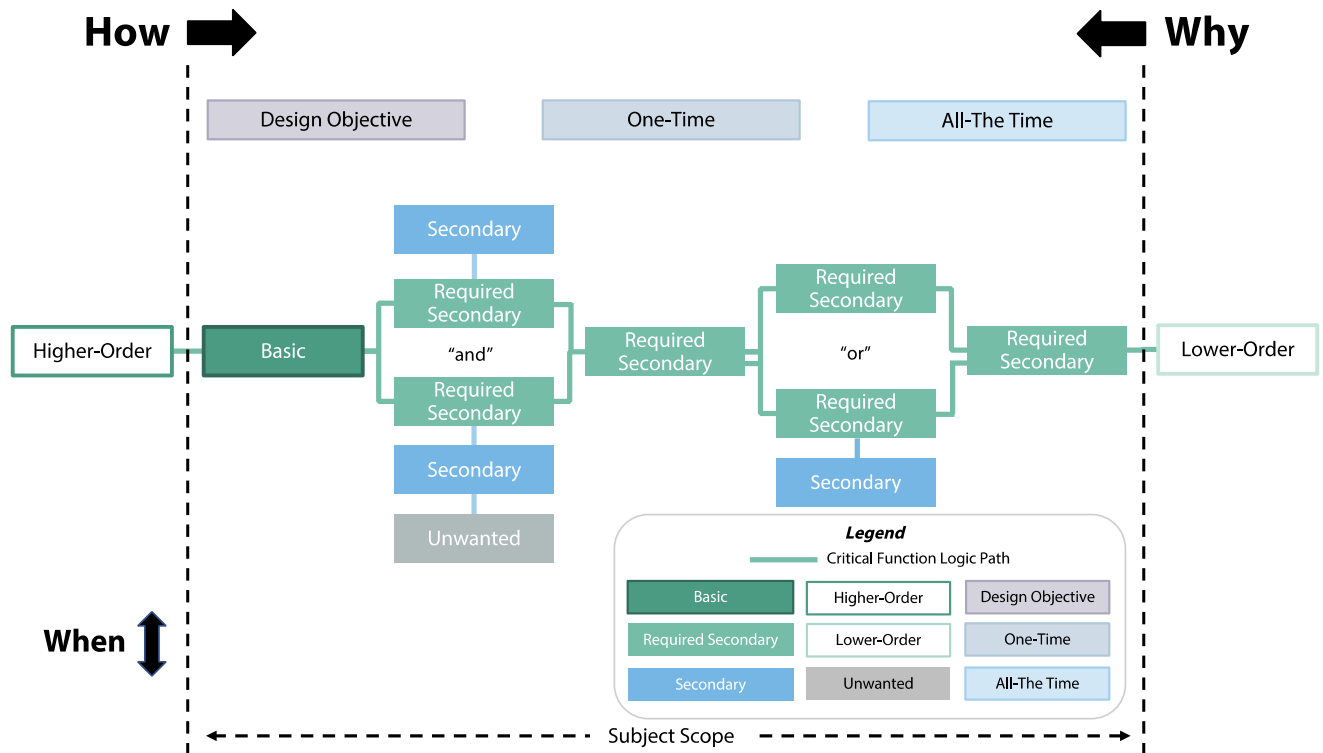 How
Why
Design Objective
One-Time
All-The Time
Secondary
Required
Secondary
Required
Secondary
Higher-Order
Basic
“and”
Required
Secondary
“or”
Required
Secondary
Lower-Order
Required
Secondary
Required
Secondary
Secondary
Secondary
Unwanted
Legend
Critical Function Logic Path
Basic
Higher-Order
Design Objective
Required Secondary
Lower-Order
One-Time
Secondary
Unwanted
All-The Time
When
Subject Scope